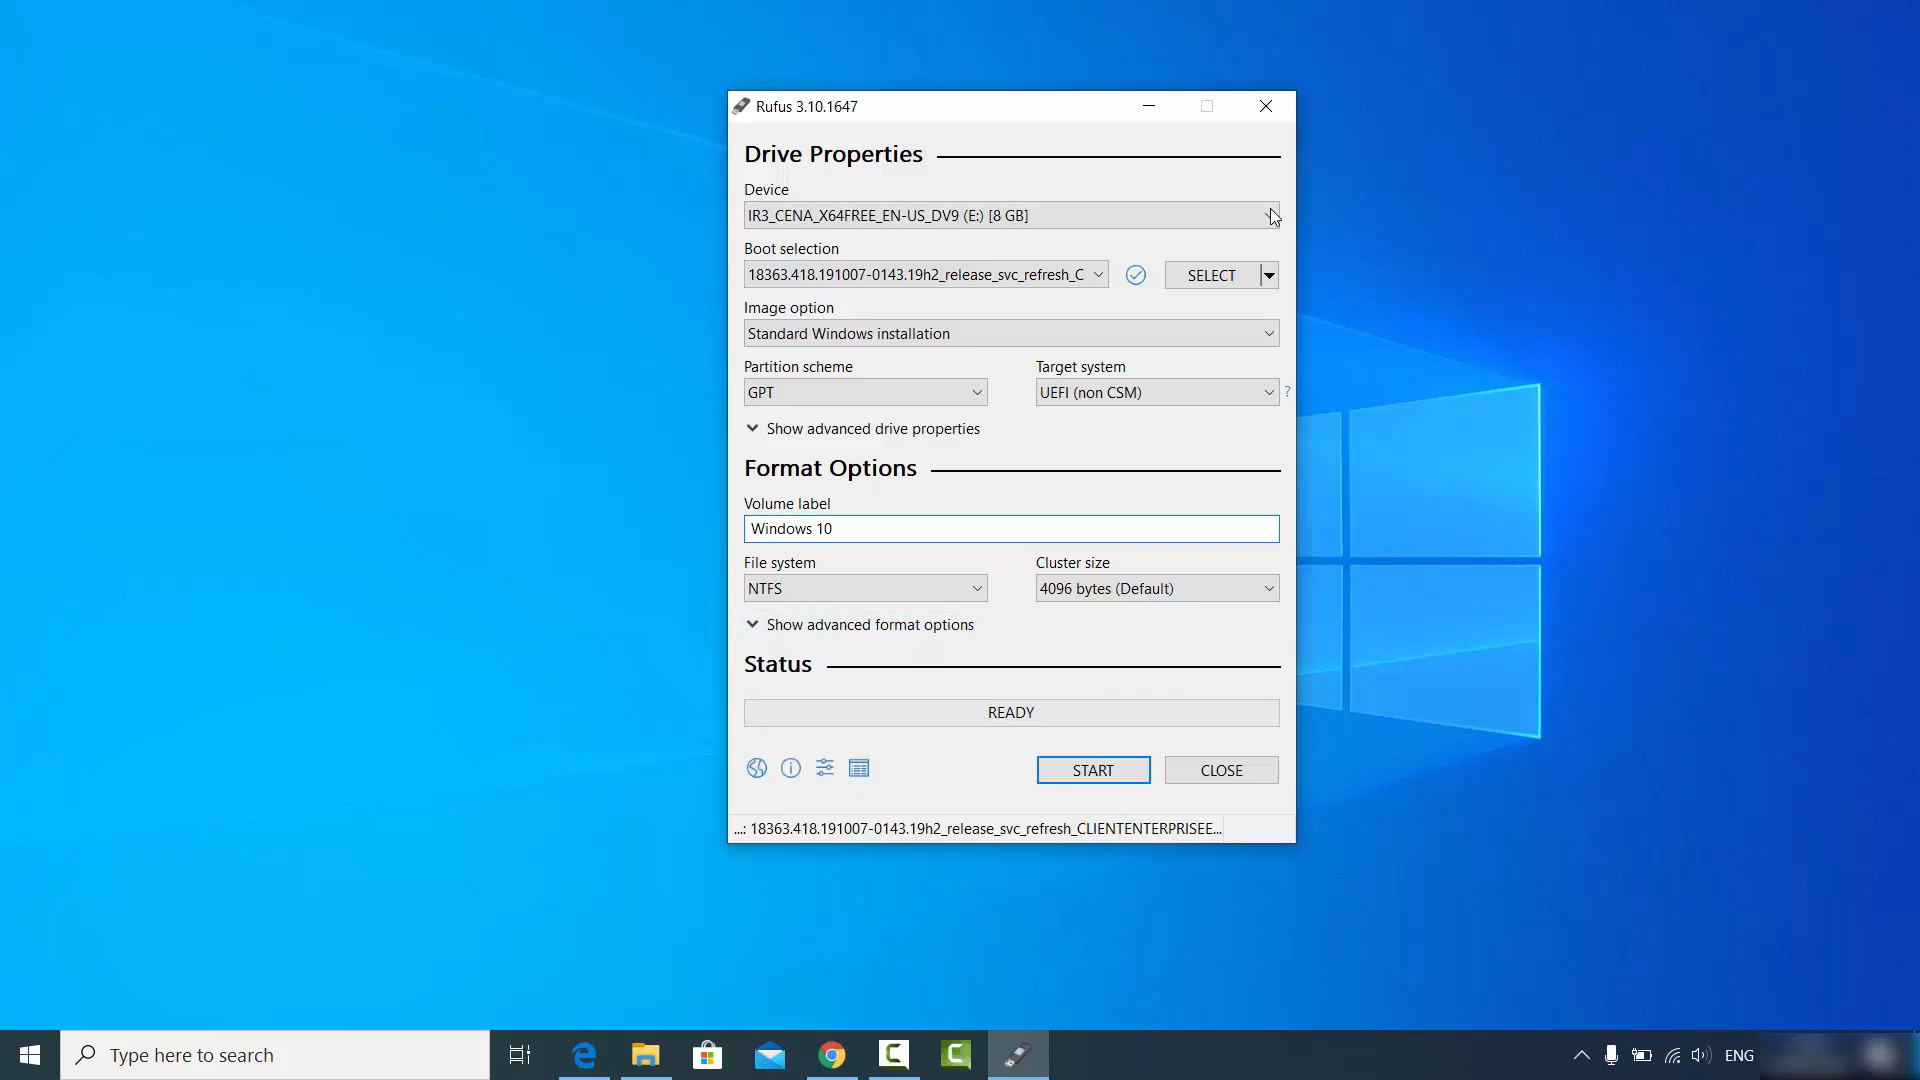 Rufus 3.10.1647
Drive Properties
Device
IR3_CENA_X64FREE_EN-US_DV9 (E:) [8 GB]
Boot selection
18363.418.191007-0143.19h2_release_svc_refresh_C
SELECT
Image option
Standard Windows installation
Partition scheme
Target system
GPT
UEFI (non CSM)
?
Show advanced drive properties
Format Options
Volume label
Windows 10
File system
Cluster size
NTFS
4096 bytes (Default)
Show advanced format options
Status
READY
START
CLOSE
...: 18363.418.191007-0143.19h2_release_svc_refresh_CLIENTENTERPRISEE...
Type here to search
ENG